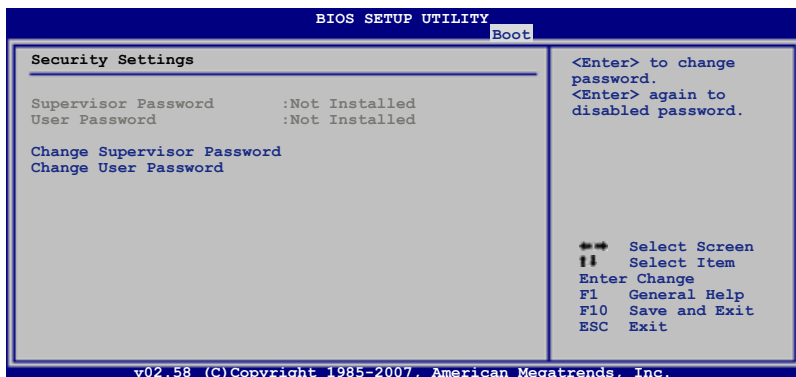 BIOS SETUP UTILITY
Boot
Security Settings
Supervisor Password :Not Installed
User Password :Not Installed
Change Supervisor Password
Change User Password
<Enter> to change
password.
<Enter> again to
disabled password.
Select Screen
Select Item
Enter Change
F1 General Help
F10 Save and Exit
ESC Exit
v02.58 (C)Copyright 1985-2007, American Megatrends, Inc.